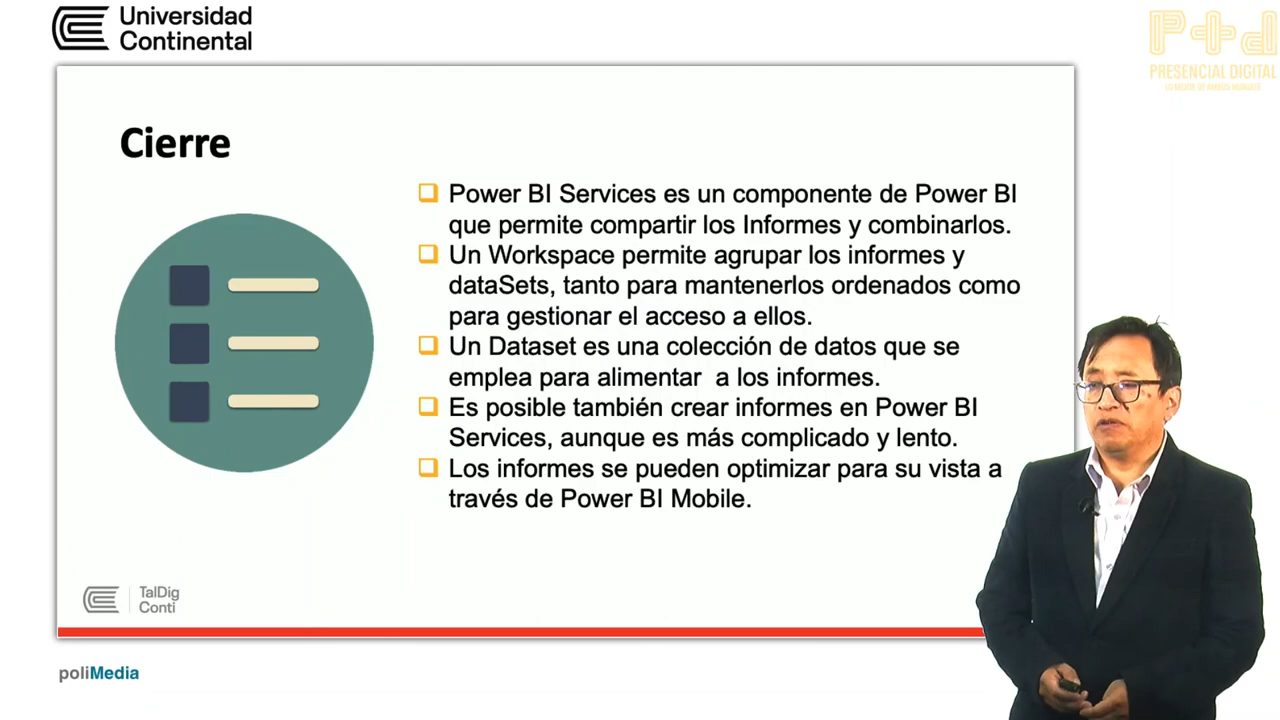 Universidad
Continental
P+d
PRESENCIAL DIGITAL
Cierre
Power BI Services es un componente de Power BI
que permite compartir los Informes y combinarlos.
Un Workspace permite agrupar los informes y
dataSets, tanto para mantenerlos ordenados como
para gestionar el acceso a ellos.
Un Dataset es una colección de datos que se
emplea para alimentar  a los informes.
Es posible también crear informes en Power BI
Services, aunque es más complicado y lento.
Los informes se pueden optimizar para su vista a
través de Power BI Mobile.
TalDig
Conti
poliMedia